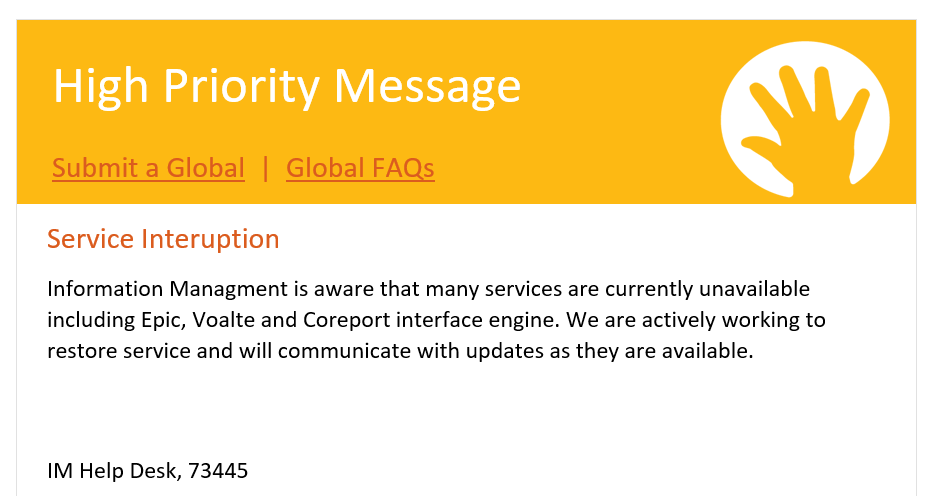 High Priority Message
Submit a Global | Global FAQs
Service Interuption
Information Managment is aware that many services are currently unavailable
including Epic, Voalte and Coreport interface engine. We are actively working to
restore service and will communicate with updates as they are available.
IM Help Desk, 73445